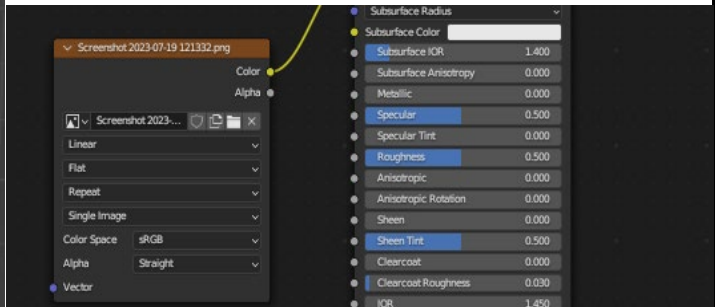 Screenshot 2023-07-19 121332.png
Color
Alpha
Screenshot 2023-...
Linear
Flat
Repeat
Single Image
Color Space sRGB
Alpha Straight
Vector
Subsurface Radius
Subsurface Color
Subsurface IOR 1.400
Subsurface Anisotropy 0.000
Metallic 0.000
Specular 0.500
Specular Tint 0.000
Roughness 0.500
Anisotropic 0.000
Anisotropic Rotation 0.000
Sheen 0.000
Sheen Tint 0.500
Clearcoat 0.000
Clearcoat Roughness 0.030
IOR 1.450